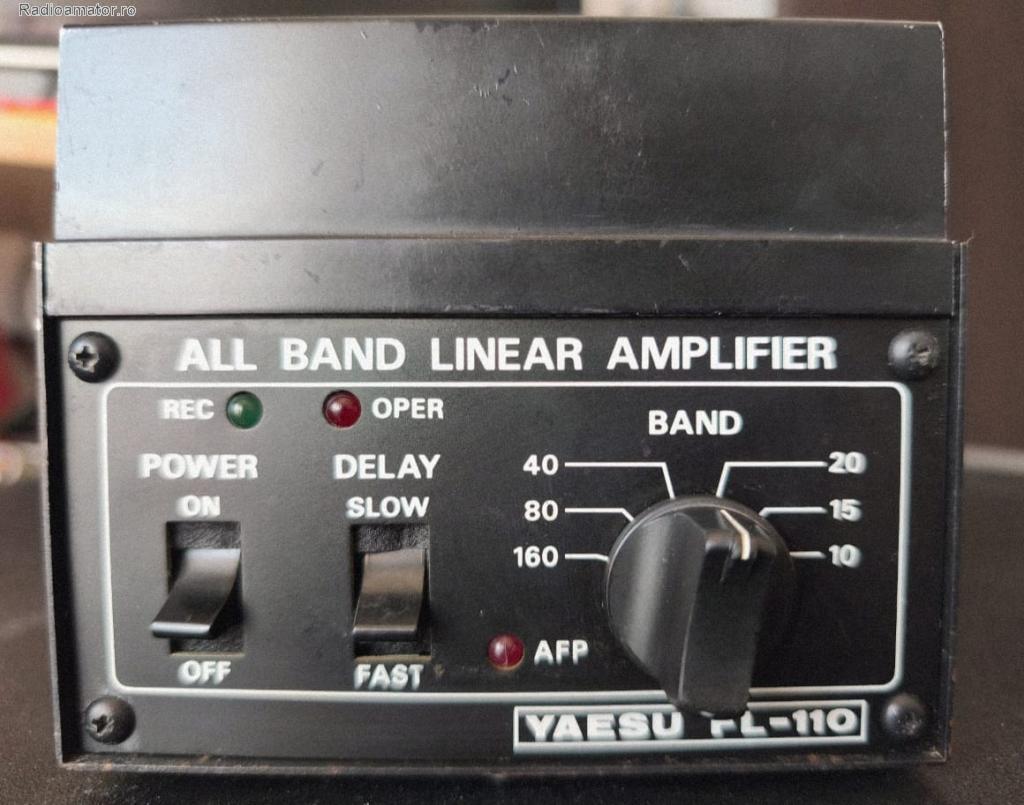 Radioamator.ro
ALL BAND LINEAR AMPLIFIER
REC OPER
BAND
POWER DELAY
40 20
ON SLOW
80 15
160 10
AFP
OFF FAST
YAESU FL-110